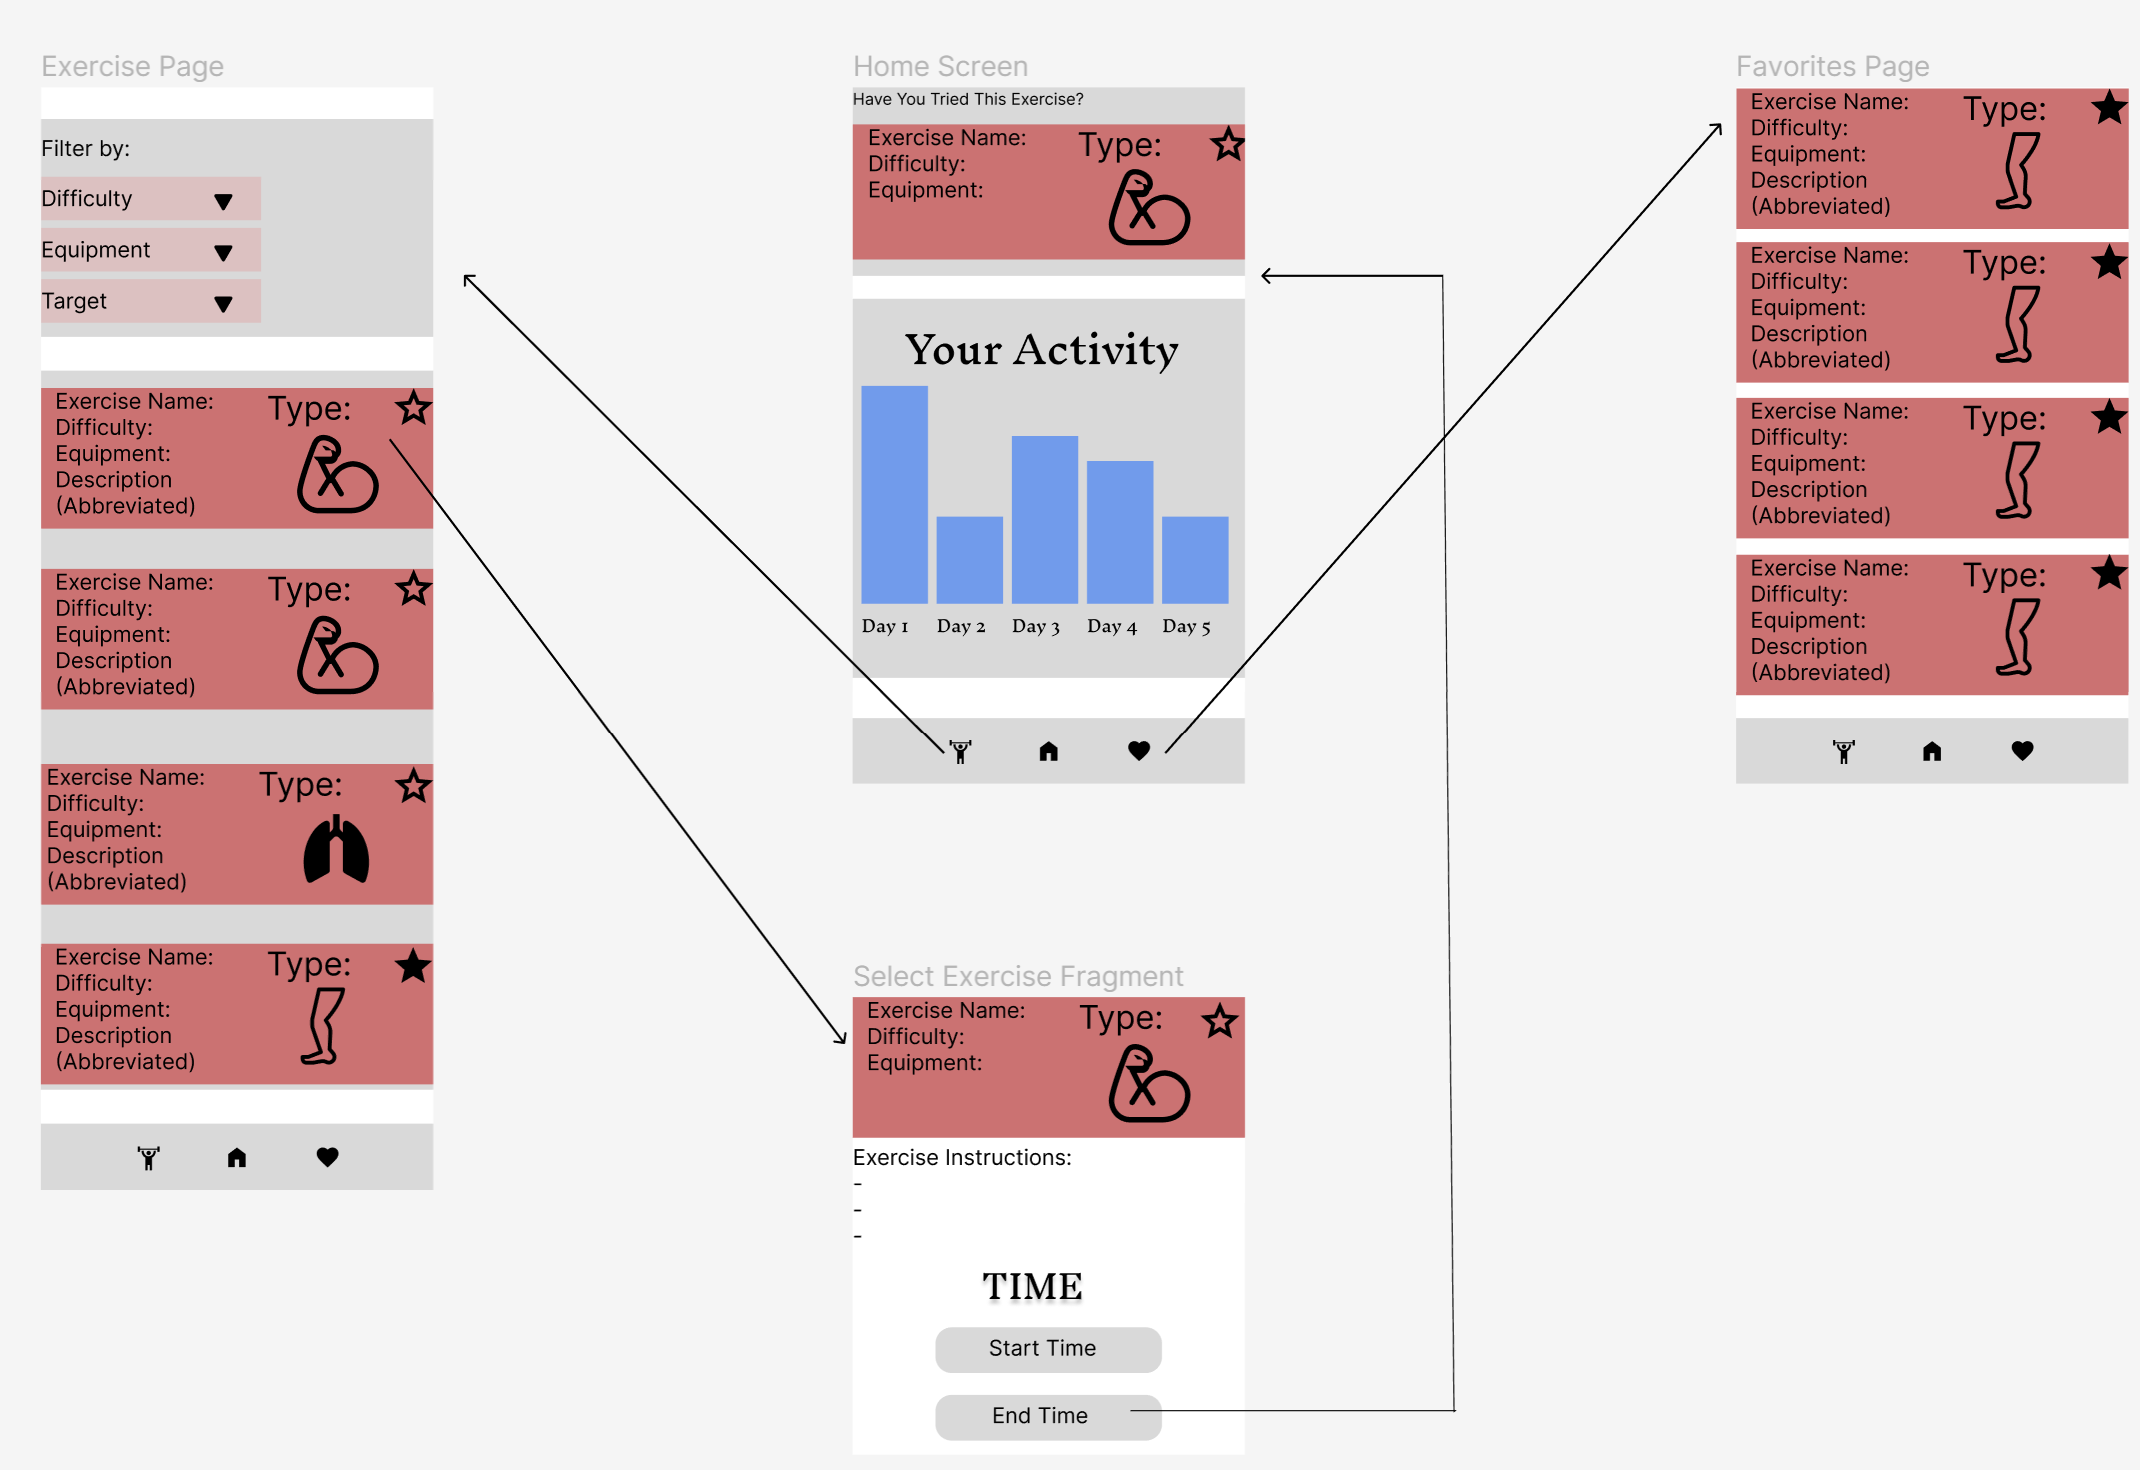 Exercise Page
Filter by:
Difficulty
Equipment
Target
Exercise Name:
Difficulty:
Equipment:
Description
(Abbreviated)
Type:
Exercise Name:
Difficulty:
Equipment:
Description
(Abbreviated)
Type:
Exercise Name:
Difficulty:
Equipment:
Description
(Abbreviated)
Type:
Exercise Name:
Difficulty:
Equipment:
Description
(Abbreviated)
Type:
Home Screen
Have You Tried This Exercise?
Exercise Name:
Difficulty:
Equipment:
Type:
Your Activity
Day 1 Day 2 Day 3 Day 4 Day 5
Select Exercise Fragment
Exercise Name:
Difficulty:
Equipment:
Type:
Exercise Instructions:
-
-
-
TIME
Start Time
End Time
Favorites Page
Exercise Name:
Difficulty:
Equipment:
Description
(Abbreviated)
Type:
Exercise Name:
Difficulty:
Equipment:
Description
(Abbreviated)
Type:
Exercise Name:
Difficulty:
Equipment:
Description
(Abbreviated)
Type:
Exercise Name:
Difficulty:
Equipment:
Description
(Abbreviated)
Type: